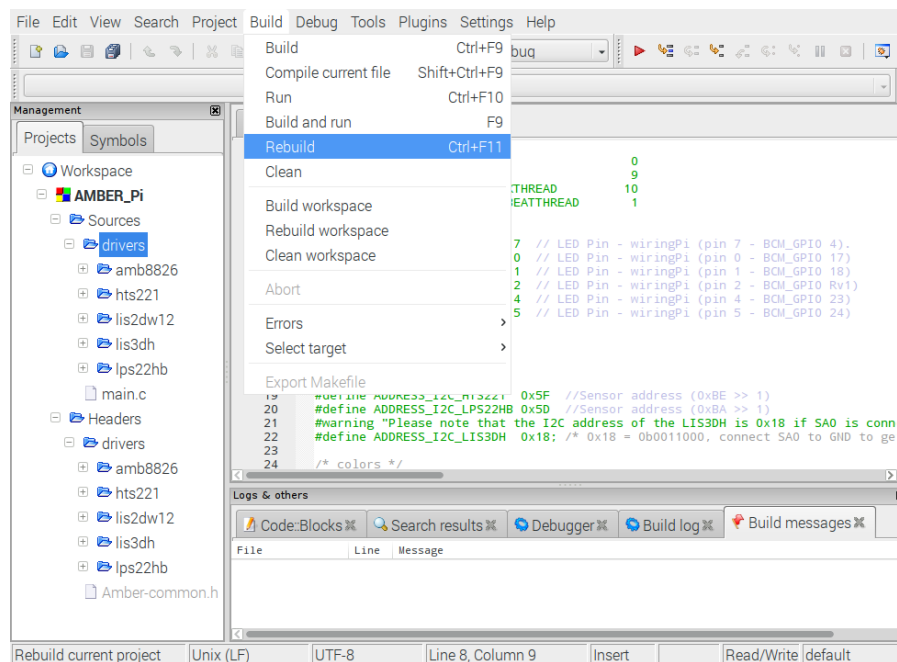 File Edit View Search Project Build Debug Tools Plugins Settings Help
Build Ctrl+F9
Compile current file Shift+Ctrl+F9
Run Ctrl+F10
Build and run F9
Rebuild Ctrl+F11
Clean
Build workspace
Rebuild workspace
Clean workspace
Abort
Errors
Select target
Export Makefile
bug
Management
Projects Symbols
Workspace
AMBER_Pi
Sources
drivers
amb8826
hts221
lis2dw12
lis3dh
lps22hb
main.c
Headers
drivers
amb8826
hts221
lis2dw12
lis3dh
lps22hb
Amber-common.h
0
9
THREAD 10
EATTHREAD 1
7 // LED Pin - wiringPi (pin 7 - BCM_GPIO 4).
0 // LED Pin - wiringPi (pin 0 - BCM_GPIO 17)
1 // LED Pin - wiringPi (pin 1 - BCM_GPIO 18)
2 // LED Pin - wiringPi (pin 2 - BCM_GPIO Rv1)
4 // LED Pin - wiringPi (pin 4 - BCM_GPIO 23)
5 // LED Pin - wiringPi (pin 5 - BCM_GPIO 24)
19 #define ADDRESS_I2C_HTS221 0x5F //Sensor address (0xBE >> 1)
20 #define ADDRESS_I2C_LPS22HB 0x5D //Sensor address (0xBA >> 1)
21 #warning "Please note that the I2C address of the LIS3DH is 0x18 if SA0 is conn
22 #define ADDRESS_I2C_LIS3DH 0x18; /* 0x18 = 0b0011000, connect SA0 to GND to ge
23
24 /* colors */
Logs & others
Code::Blocks Search results Debugger Build log Build messages
File Line Message
Rebuild current project Unix (LF) UTF-8 Line 8, Column 9 Insert Read/Write default